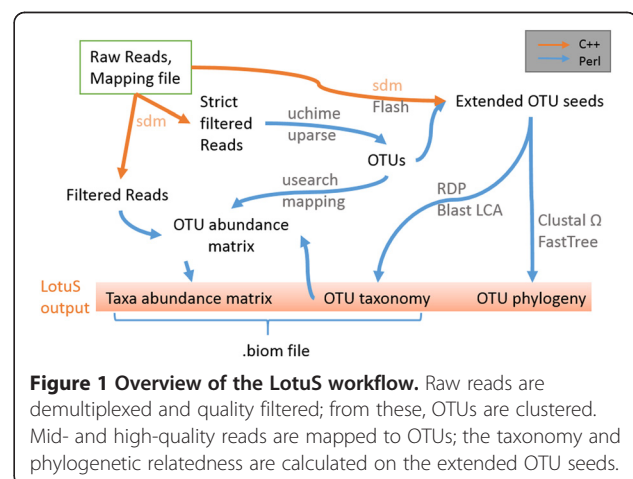 Raw Reads,
Mapping file
C++
Perl
sdm
Flash
Extended OTU seeds
sdm
Strict
filtered
Reads
uchime
uparse
OTUs
usearch
mapping
RDP
Blast LCA
Filtered Reads
OTU abundance
matrix
Clustal Ω
FastTree
LotuS
output
Taxa abundance matrix
OTU taxonomy
OTU phylogeny
.biom file
Figure 1 Overview of the LotuS workflow. Raw reads are
demultiplexed and quality filtered; from these, OTUs are clustered.
Mid- and high-quality reads are mapped to OTUs; the taxonomy and
phylogenetic relatedness are calculated on the extended OTU seeds.